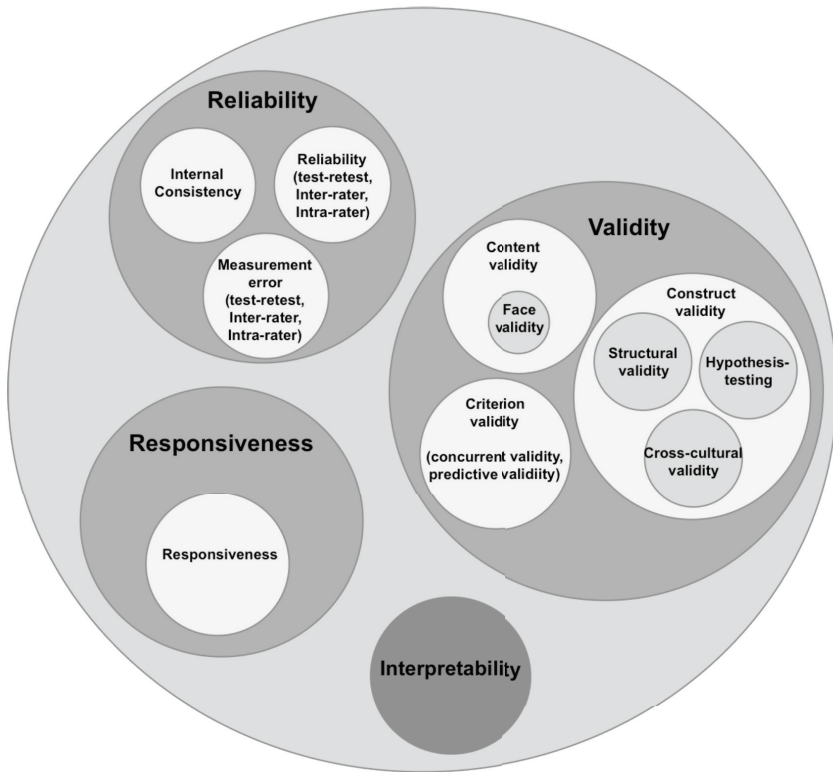 Reliability
Internal
Consistency
Reliability
(test-retest,
Inter-rater,
Intra-rater)
Measurement
error
(test-retest,
Inter-rater,
Intra-rater)
Validity
Content
validity
Face
validity
Construct
validity
Structural
validity
Hypothesis-
testing
Cross-cultural
validity
Criterion
validity
(concurrent validity,
predictive validiity)
Responsiveness
Responsiveness
Interpretability